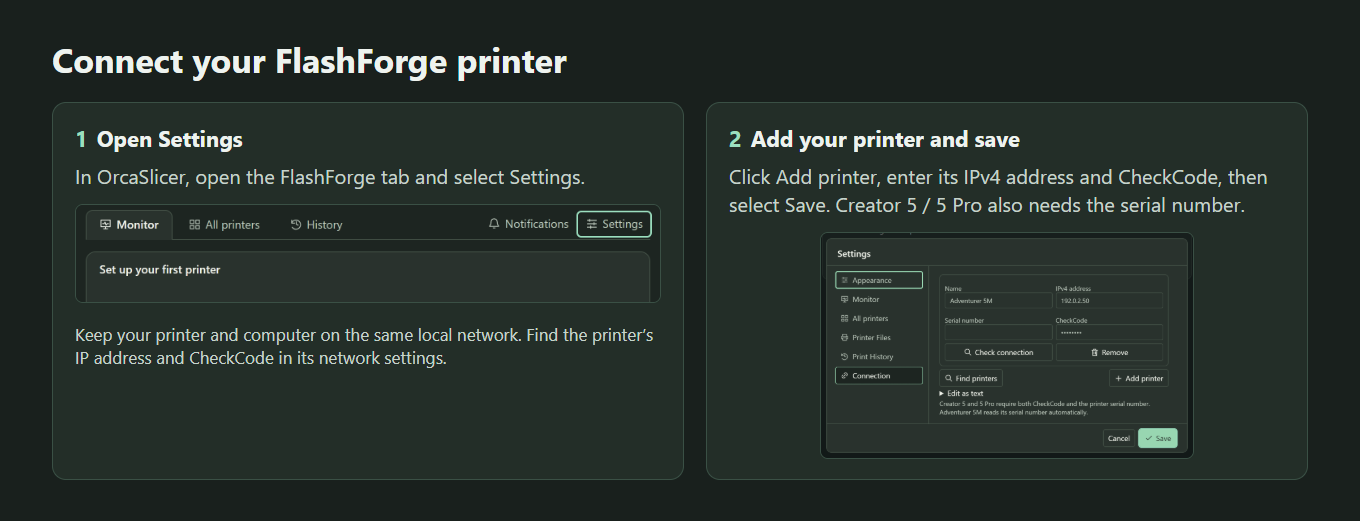 Connect your FlashForge printer
1 Open Settings
In OrcaSlicer, open the FlashForge tab and select Settings.
Monitor
All printers
History
Notifications
Settings
Set up your first printer
Keep your printer and computer on the same local network. Find the printer’s
IP address and CheckCode in its network settings.
2 Add your printer and save
Click Add printer, enter its IPv4 address and CheckCode, then
select Save. Creator 5 / 5 Pro also needs the serial number.
Settings
Appearance
Monitor
All printers
Printer Files
Print History
Connection
Name
IPv4 address
Adventurer 5M
192.0.2.50
Serial number
CheckCode
••••••••
Check connection
Remove
Find printers
+ Add printer
▶ Edit as text
Creator 5 and 5 Pro require both CheckCode and the printer serial number.
Adventurer 5M reads its serial number automatically.
Cancel
Save